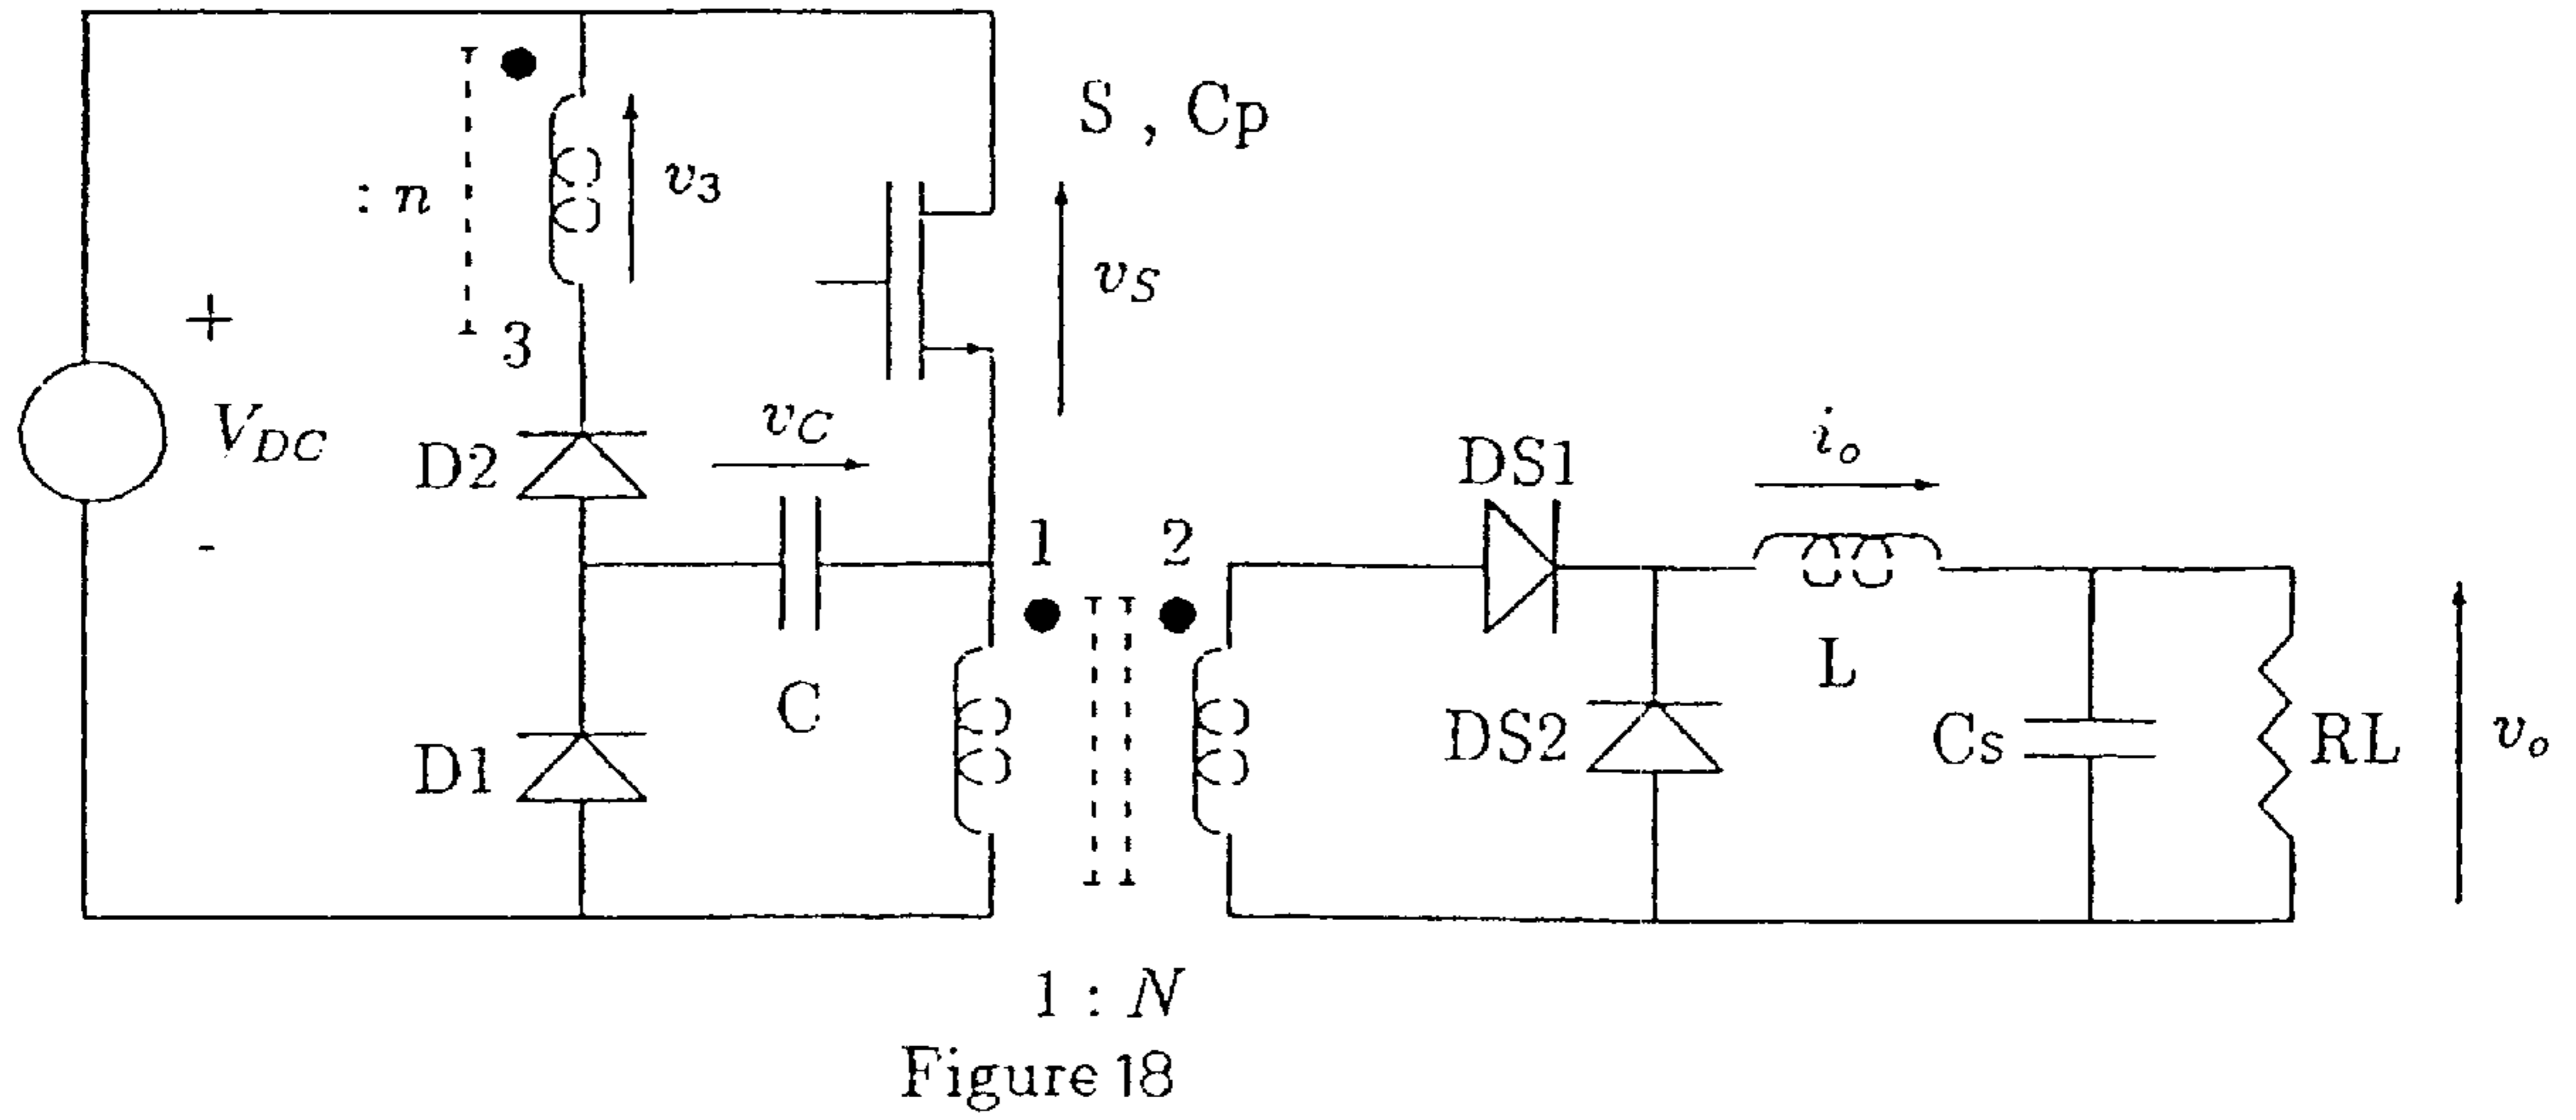 S , Cp
: n
v3
vS
+
3
VDC
vC
D2
-
1
2
DS1
io
C
L
D1
DS2
Cs
RL
vo
1 : N
Figure 18